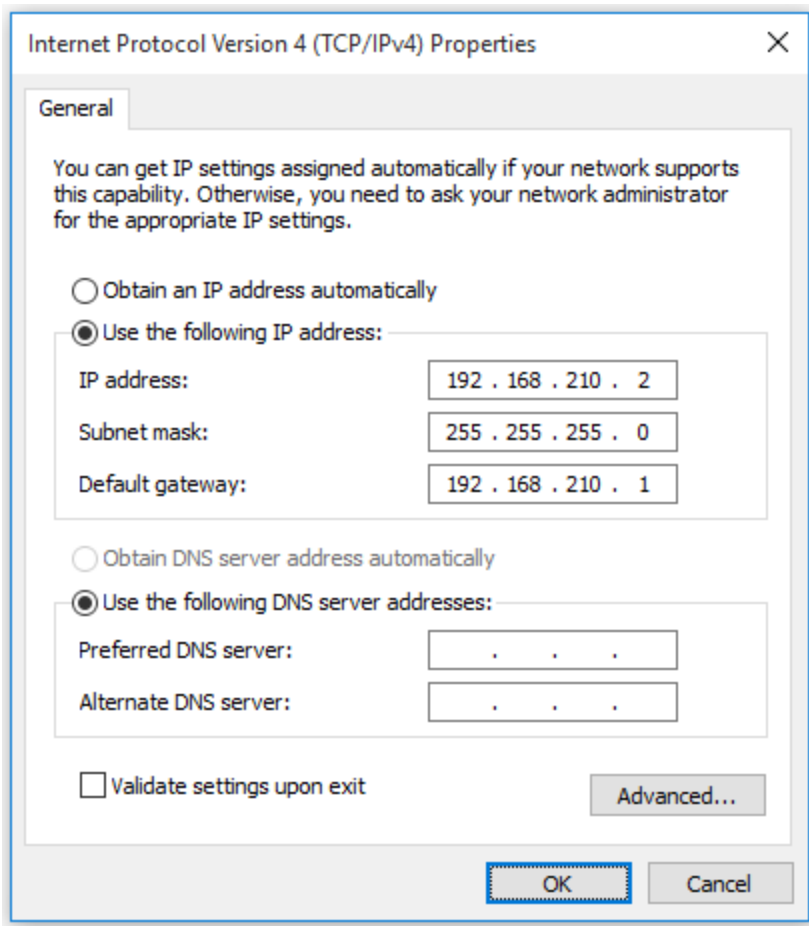 Internet Protocol Version 4 (TCP/IPv4) Properties
General
You can get IP settings assigned automatically if your network supports
this capability. Otherwise, you need to ask your network administrator
for the appropriate IP settings.
Obtain an IP address automatically
Use the following IP address:
IP address: 192 . 168 . 210 . 2
Subnet mask: 255 . 255 . 255 . 0
Default gateway: 192 . 168 . 210 . 1
Obtain DNS server address automatically
Use the following DNS server addresses:
Preferred DNS server: . . .
Alternate DNS server: . . .
Validate settings upon exit
Advanced...
OK Cancel